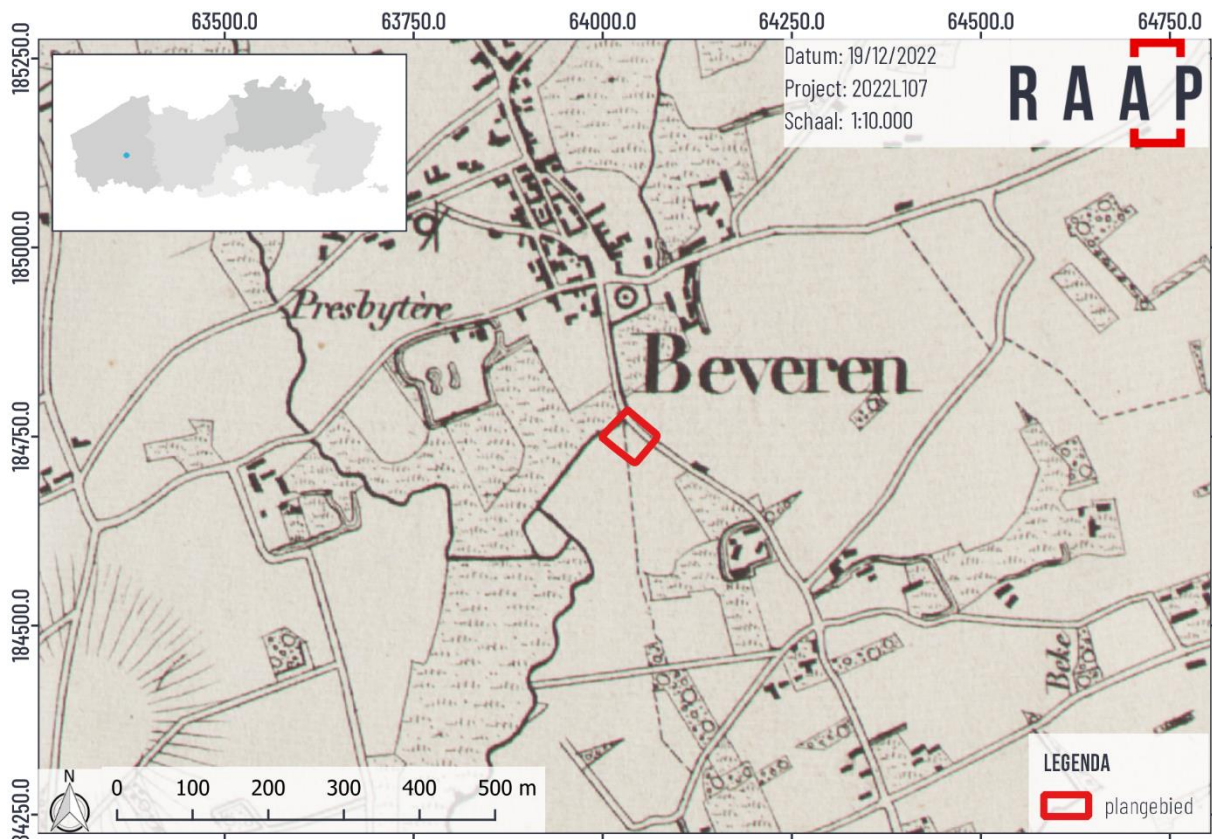 63500.0 63750.0 64000.0 64250.0 64500.0 64750.0
185250.0
185000.0
184750.0
184500.0
184250.0
Datum: 19/12/2022
Project: 2022L107
Schaal: 1:10.000
RAAP
Presbytère
Beveren
Beke
N
0 100 200 300 400 500 m
LEGENDA
plangebied